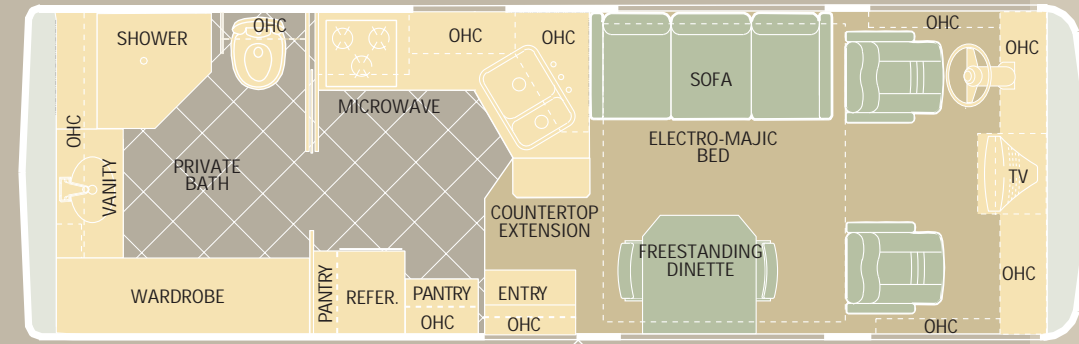 SHOWER
OHC
OHC
OHC
OHC
OHC
MICROWAVE
SOFA
OHC
ELECTRO-MAJIC
BED
PRIVATE
BATH
VANITY
TV
COUNTERTOP
EXTENSION
FREESTANDING
DINETTE
WARDROBE
PANTRY
REFER.
PANTRY
ENTRY
OHC
OHC
OHC
OHC